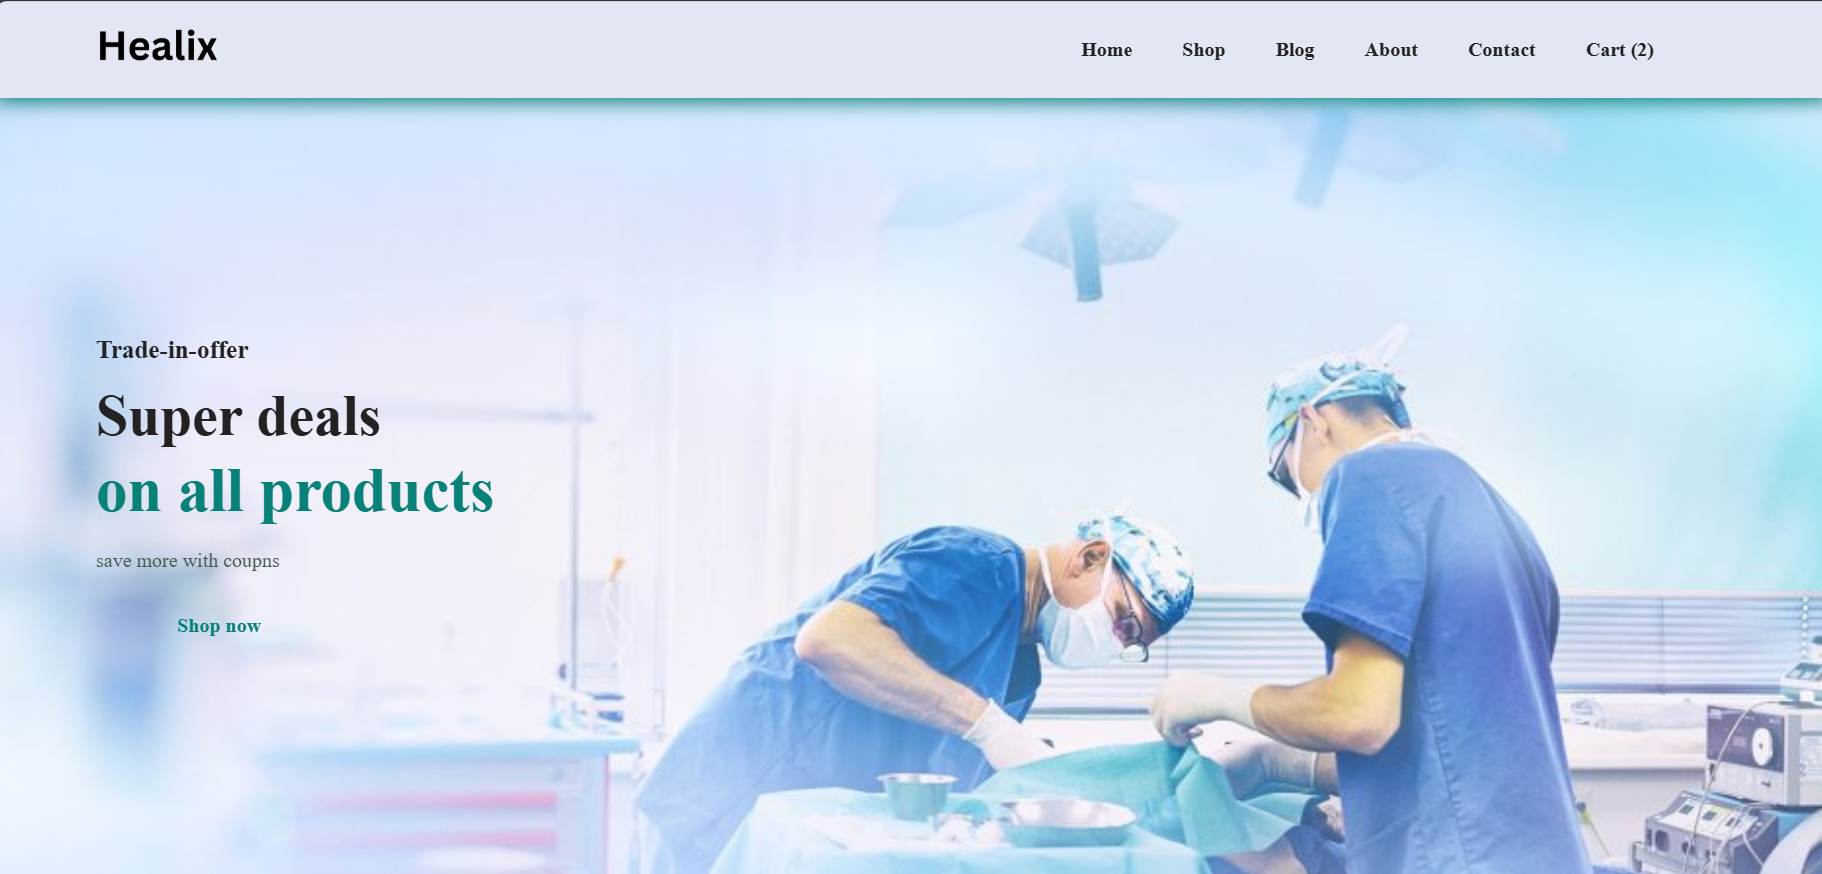 Healix
Home Shop Blog About Contact Cart (2)
Trade-in-offer
Super deals
on all products
save more with coupns
Shop now